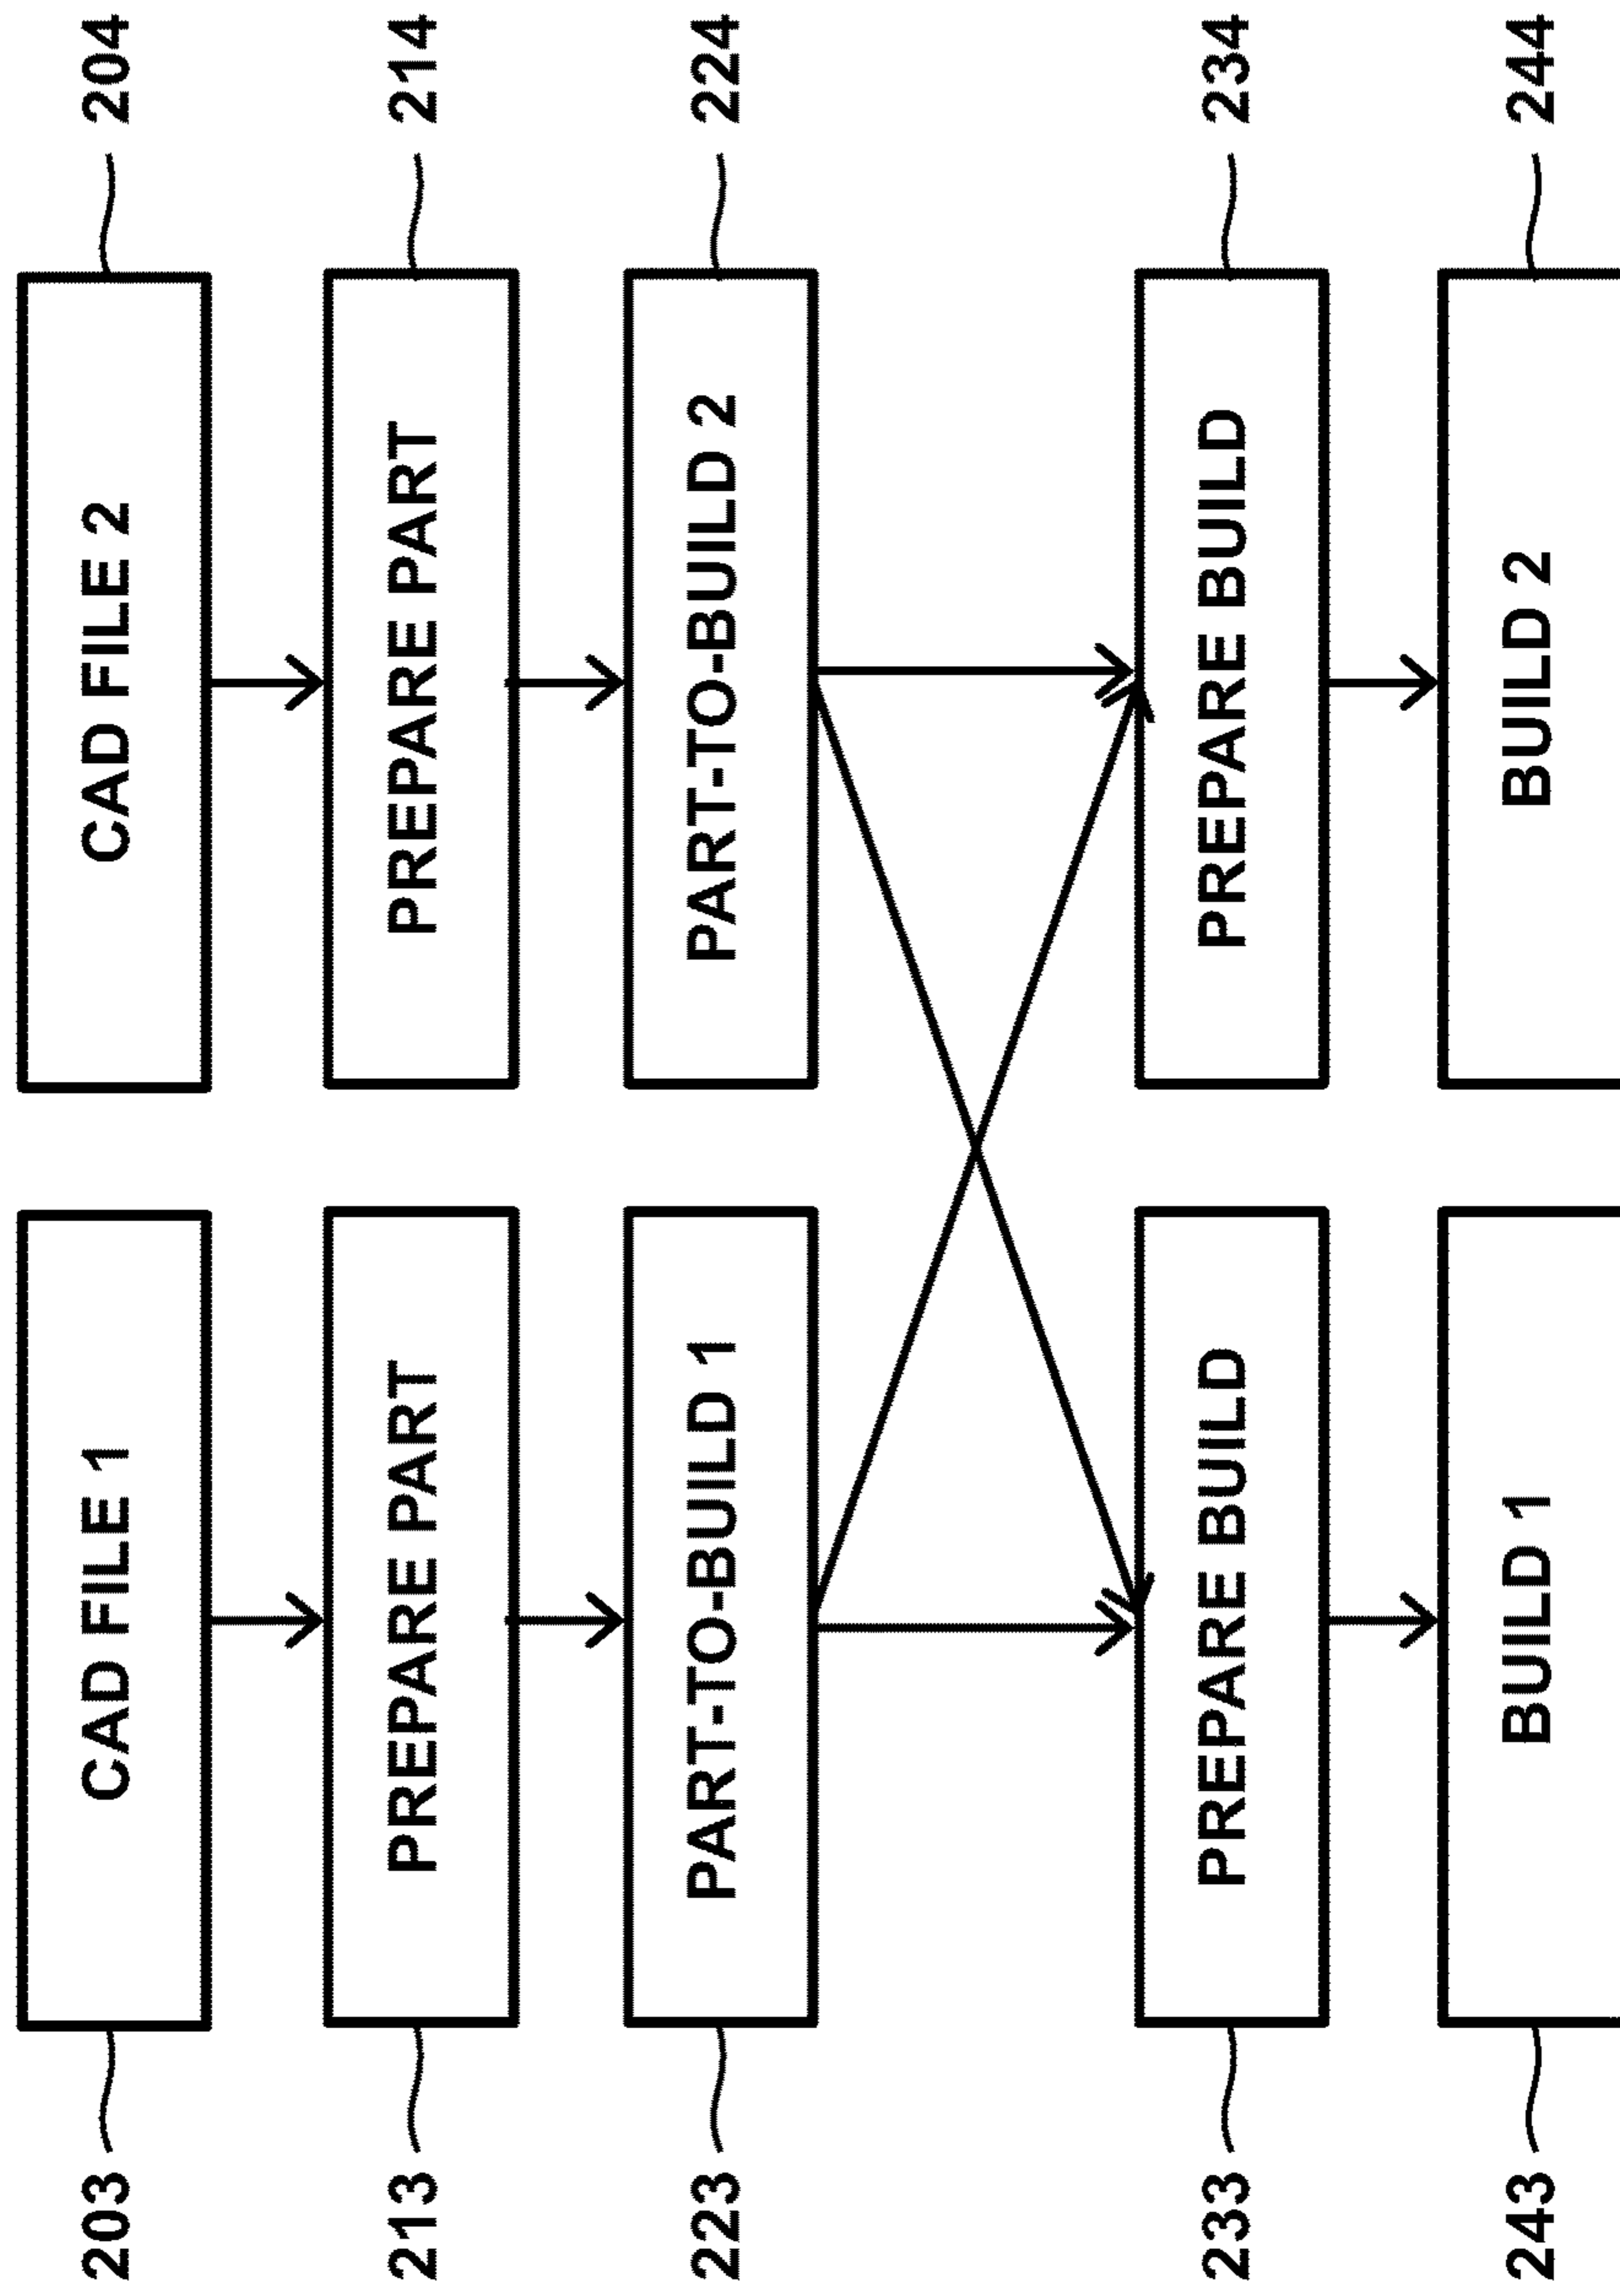 203
CAD FILE 1
CAD FILE 2
204
213
PREPARE PART
PREPARE PART
214
223
PART-TO-BUILD 1
PART-TO-BUILD 2
224
233
PREPARE BUILD
PREPARE BUILD
234
243
BUILD 1
BUILD 2
244